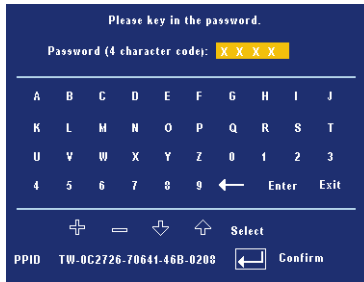 Please key in the password.
Password (4 character code): X X X X
A B C D E F G H I J
K L M N O P Q R S T
U V W X Y Z 0 1 2 3
4 5 6 7 8 9 ← Enter Exit
Select
PPID TW-0C2726-70641-46B-0208 Confirm